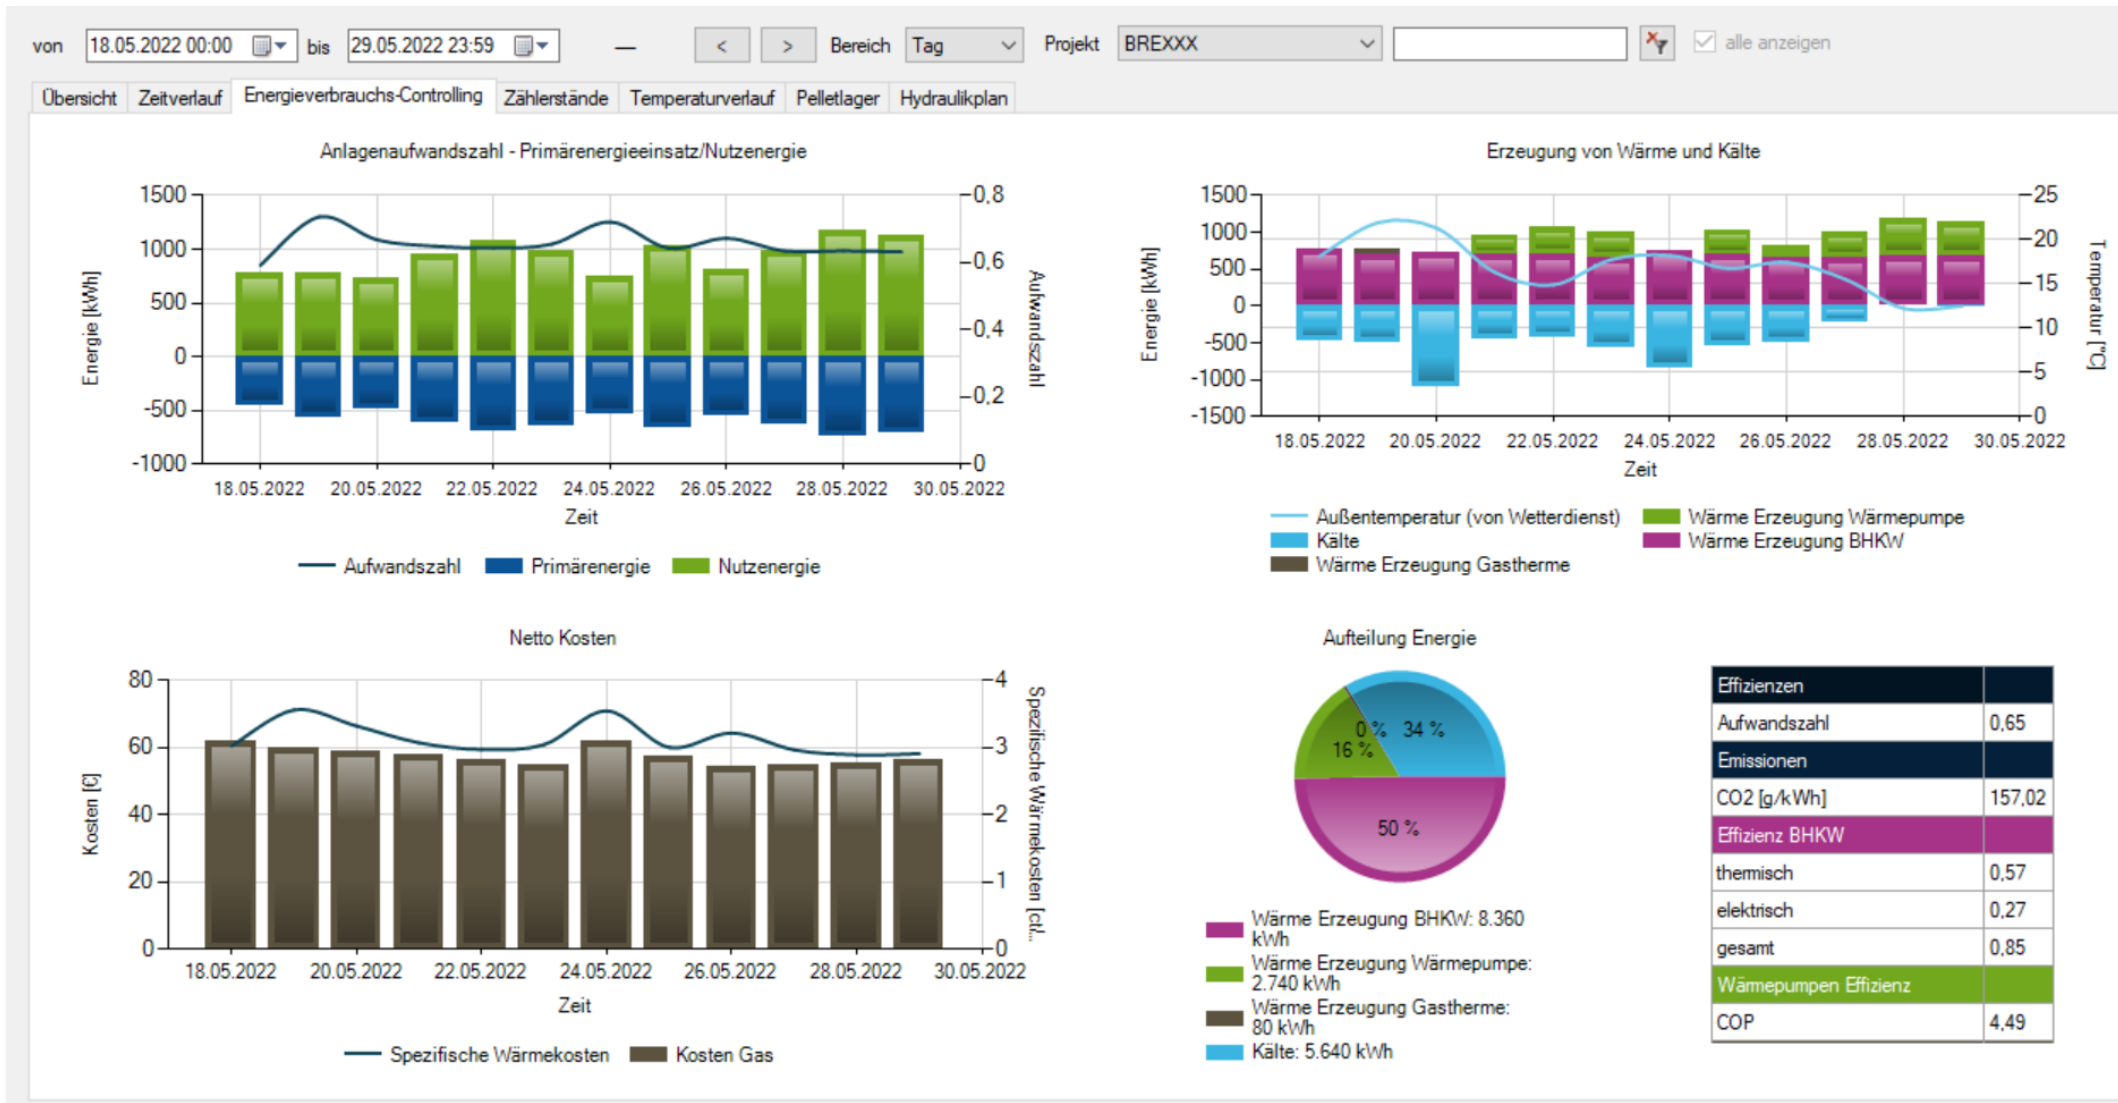 von 18.05.2022 00:00 bis 29.05.2022 23:59 — < > Bereich Tag Projekt BREXXX alle anzeigen
Übersicht Zeitverlauf Energieverbrauchs-Controlling Zählerstände Temperaturverlauf Pelletlager Hydraulikplan
Anlagenaufwandszahl - Primärenergieeinsatz/Nutzenergie
1500
1000
500
0
-500
-1000
Energie [kWh]
0,8
0,6
0,4
0,2
0
Aufwandszahl
18.05.2022 20.05.2022 22.05.2022 24.05.2022 26.05.2022 28.05.2022 30.05.2022
Zeit
Aufwandszahl Primärenergie Nutzenergie
Erzeugung von Wärme und Kälte
1500
1000
500
0
-500
-1000
-1500
Energie [kWh]
25
20
15
10
5
0
Temperatur [°C]
18.05.2022 20.05.2022 22.05.2022 24.05.2022 26.05.2022 28.05.2022 30.05.2022
Zeit
Außentemperatur (von Wetterdienst) Wärme Erzeugung Wärmepumpe
Kälte Wärme Erzeugung BHKW
Wärme Erzeugung Gastherme
Netto Kosten
80
60
40
20
0
Kosten [€]
4
3
2
1
0
Spezifische Wärmekosten [ct/...
18.05.2022 20.05.2022 22.05.2022 24.05.2022 26.05.2022 28.05.2022 30.05.2022
Zeit
Spezifische Wärmekosten Kosten Gas
Aufteilung Energie
0 % 34 %
16 %
50 %
Wärme Erzeugung BHKW: 8.360
kWh
Wärme Erzeugung Wärmepumpe:
2.740 kWh
Wärme Erzeugung Gastherme:
80 kWh
Kälte: 5.640 kWh
Effizienzen
Aufwandszahl 0,65
Emissionen
CO2 [g/kWh] 157,02
Effizienz BHKW
thermisch 0,57
elektrisch 0,27
gesamt 0,85
Wärmepumpen Effizienz
COP 4,49